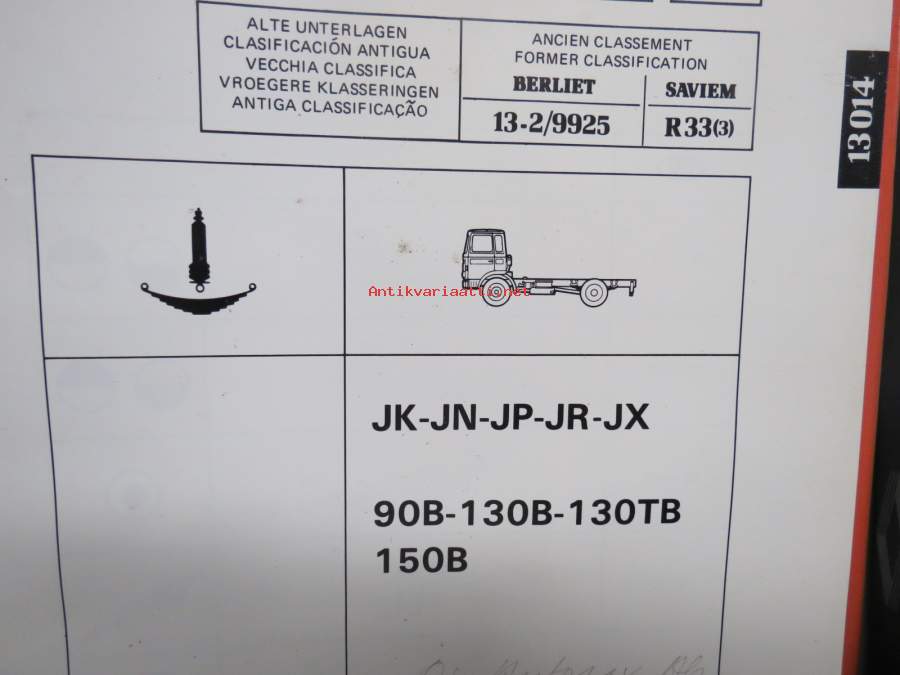 ALTE UNTERLAGEN
CLASIFICACIÓN ANTIGUA
VECCHIA CLASSIFICA
VROEGERE KLASSERINGEN
ANTIGA CLASSIFICAÇÃO
ANCIEN CLASSEMENT
FORMER CLASSIFICATION
BERLIET
SAVIEM
13-2/9925
R33(3)
13 014
Antikvariaatti.net
JK-JN-JP-JR-JX
90B-130B-130TB
150B